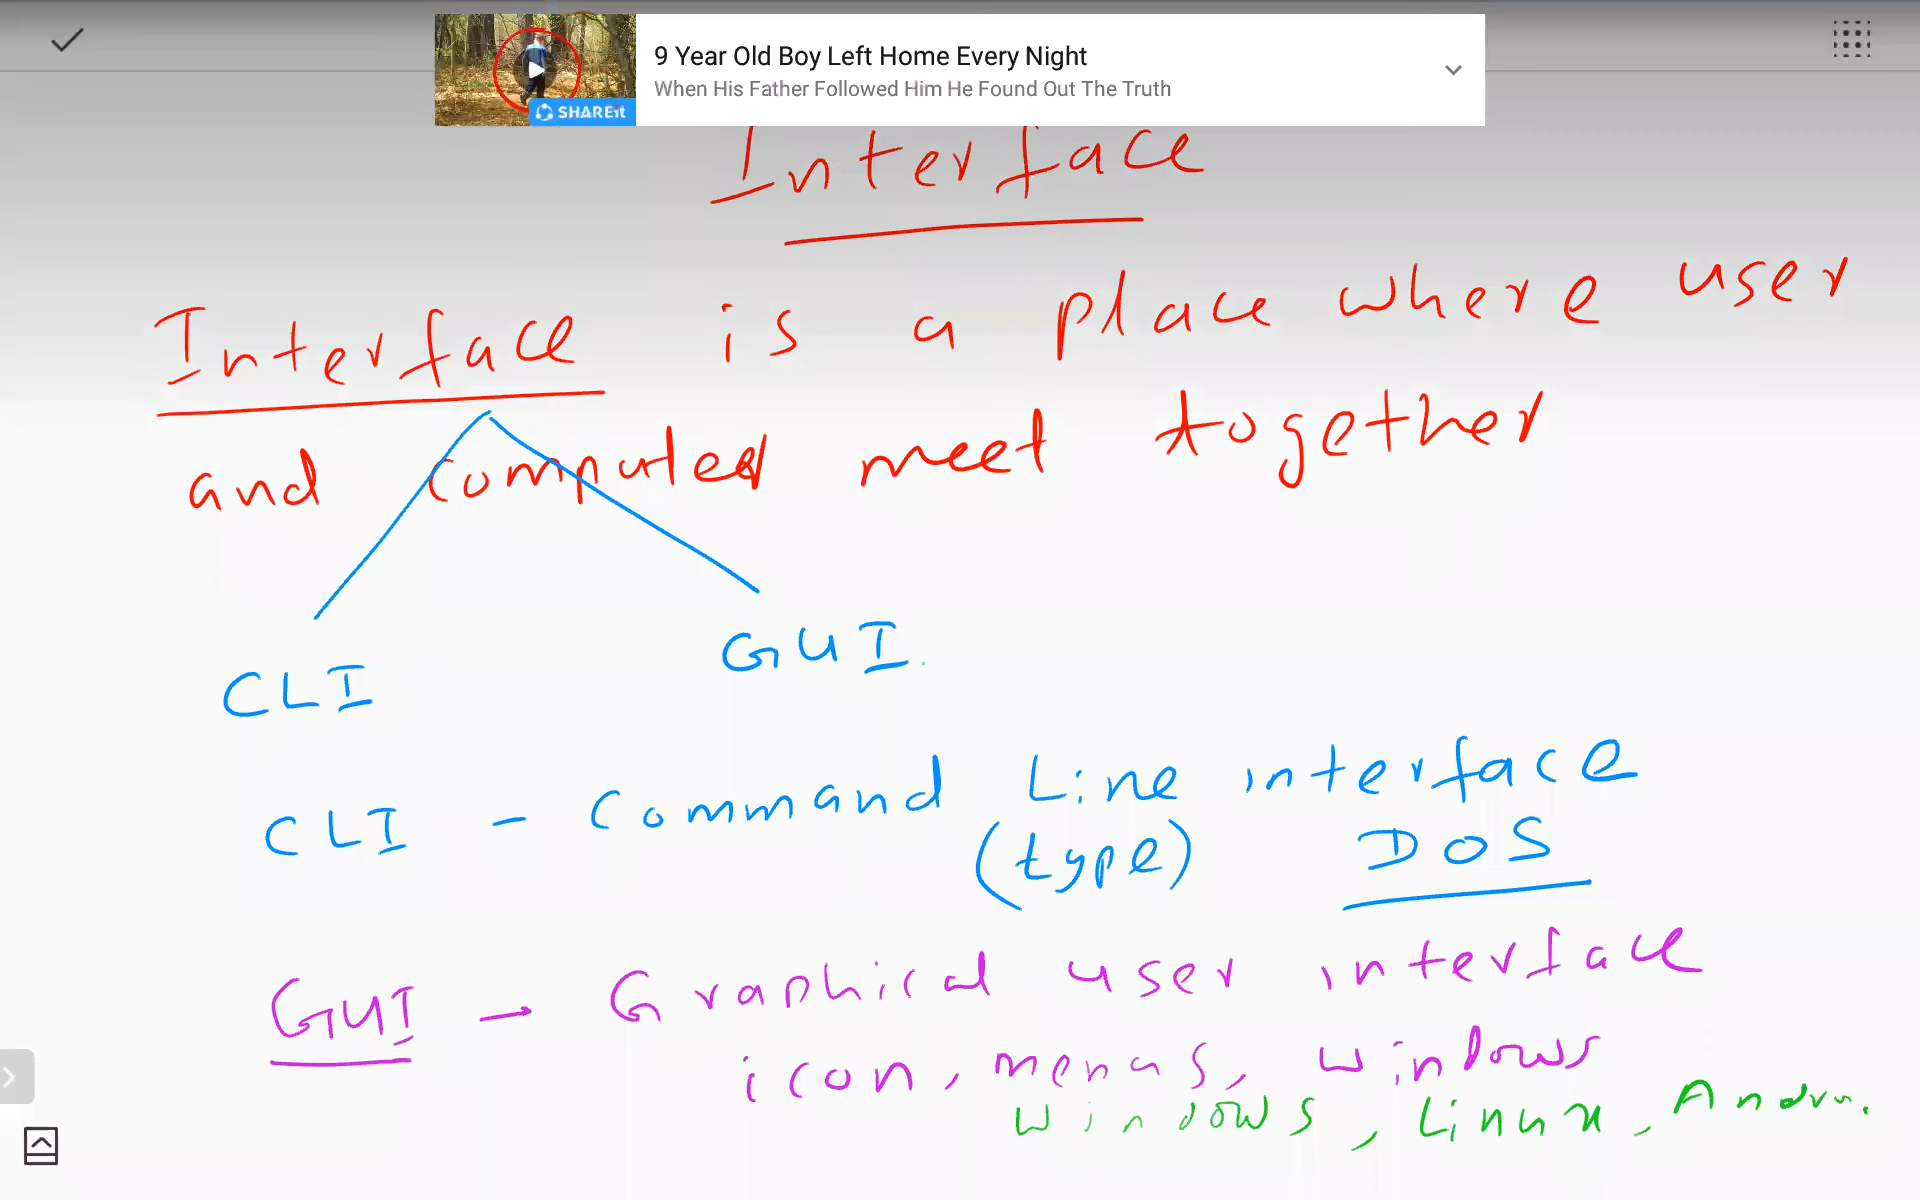 9 Year Old Boy Left Home Every Night
When His Father Followed Him He Found Out The Truth
SHAREit
Interface
Interface is a place where user
and computer meet together
CLI GUI
CLI - Command Line interface
(type) DOS
GUI - Graphical user interface
icon, menus, windows
windows, Linux,